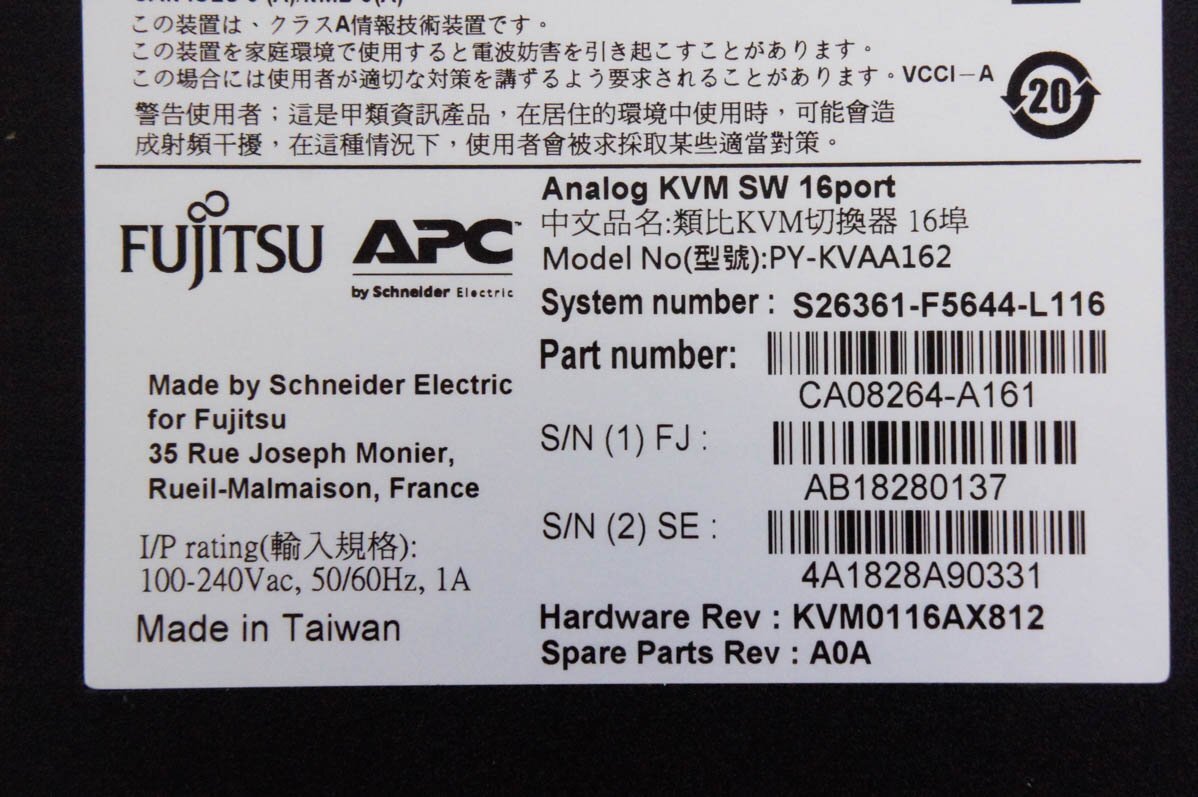 この装置は、クラスA情報技術装置です。
この装置を家庭環境で使用すると電波妨害を引き起こすことがあります。
この場合には使用者が適切な対策を講ずるよう要求されることがあります。VCCI-A
20
警告使用者；這是甲類資訊產品，在居住的環境中使用時，可能會造
成射頻干擾，在這種情況下，使用者會被求採取某些適當對策。
FUJITSU
APC™
by Schneider Electric
Analog KVM SW 16port
中文品名:類比KVM切換器 16埠
Model No(型號):PY-KVAA162
System number : S26361-F5644-L116
Part number:
CA08264-A161
Made by Schneider Electric
for Fujitsu
35 Rue Joseph Monier,
Rueil-Malmaison, France
S/N (1) FJ :
AB18280137
S/N (2) SE :
4A1828A90331
I/P rating(輸入規格):
100-240Vac, 50/60Hz, 1A
Made in Taiwan
Hardware Rev : KVM0116AX812
Spare Parts Rev : A0A